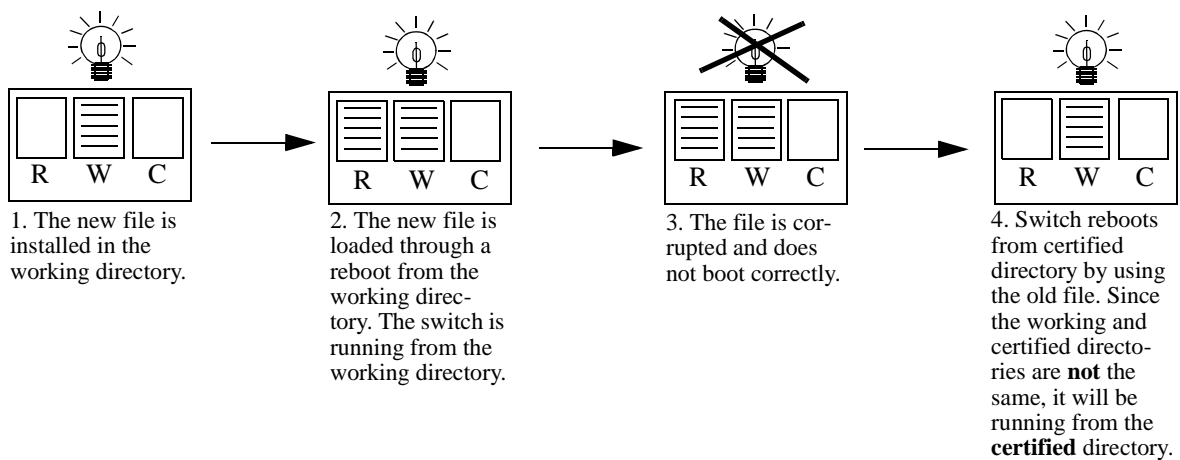 R W C
1. The new file is
installed in the
working directory.
R W C
2. The new file is
loaded through a
reboot from the
working direc-
tory. The switch is
running from the
working directory.
R W C
3. The file is cor-
rupted and does
not boot correctly.
R W C
4. Switch reboots
from certified
directory by using
the old file. Since
the working and
certified directo-
ries are not the
same, it will be
running from the
certified directory.